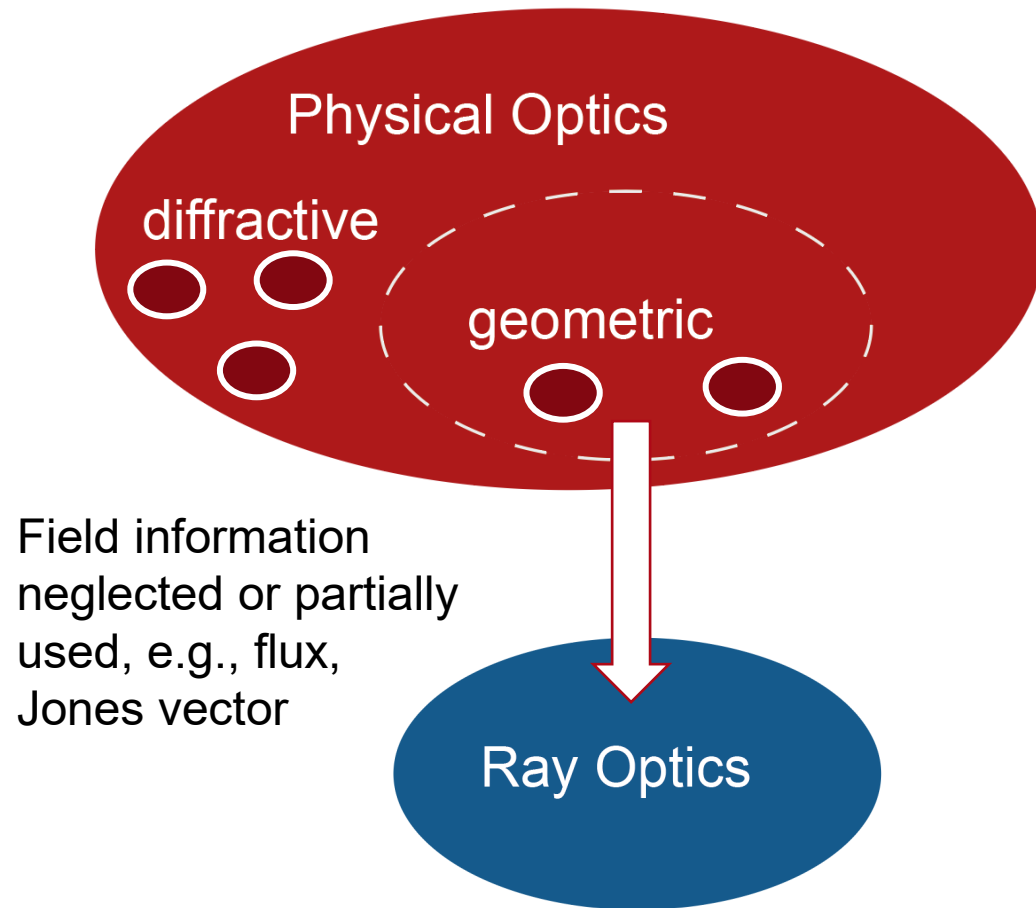 Physical Optics
diffractive
geometric
Field information
neglected or partially
used, e.g., flux,
Jones vector
Ray Optics